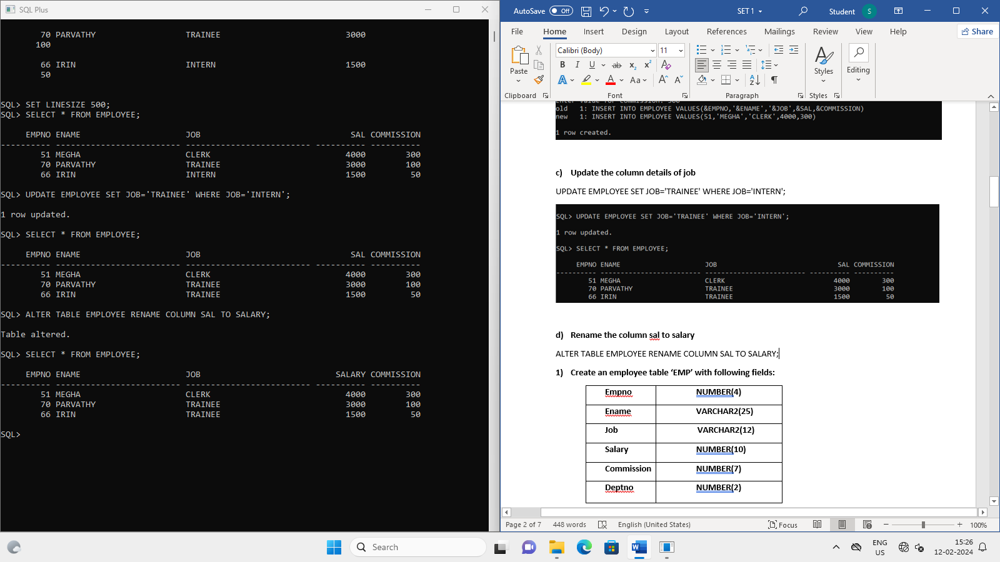 SQL Plus
70 PARVATHY TRAINEE 3000
100
66 IRIN INTERN 1500
50
SQL> SET LINESIZE 500;
SQL> SELECT * FROM EMPLOYEE;
EMPNO ENAME JOB SAL COMMISSION
---------- ------------------------- ------------------------- ---------- ----------
51 MEGHA CLERK 4000 300
70 PARVATHY TRAINEE 3000 100
66 IRIN INTERN 1500 50
SQL> UPDATE EMPLOYEE SET JOB='TRAINEE' WHERE JOB='INTERN';
1 row updated.
SQL> SELECT * FROM EMPLOYEE;
EMPNO ENAME JOB SAL COMMISSION
---------- ------------------------- ------------------------- ---------- ----------
51 MEGHA CLERK 4000 300
70 PARVATHY TRAINEE 3000 100
66 IRIN TRAINEE 1500 50
SQL> ALTER TABLE EMPLOYEE RENAME COLUMN SAL TO SALARY;
Table altered.
SQL> SELECT * FROM EMPLOYEE;
EMPNO ENAME JOB SALARY COMMISSION
---------- ------------------------- ------------------------- ---------- ----------
51 MEGHA CLERK 4000 300
70 PARVATHY TRAINEE 3000 100
66 IRIN TRAINEE 1500 50
SQL>
AutoSave Off SET 1 Student S
File Home Insert Design Layout References Mailings Review View Help Share
Calibri (Body) 11
Paste Styles Editing
Clipboard Font Paragraph Styles
Enter value for commission: 300
old 1: INSERT INTO EMPLOYEE VALUES(&EMPNO,'&ENAME','&JOB',&SAL,&COMMISSION)
new 1: INSERT INTO EMPLOYEE VALUES(51,'MEGHA','CLERK',4000,300)
1 row created.
c) Update the column details of job
UPDATE EMPLOYEE SET JOB='TRAINEE' WHERE JOB='INTERN';
SQL> UPDATE EMPLOYEE SET JOB='TRAINEE' WHERE JOB='INTERN';
1 row updated.
SQL> SELECT * FROM EMPLOYEE;
EMPNO ENAME JOB SAL COMMISSION
---------- ------------------------- ------------------------- ---------- ----------
51 MEGHA CLERK 4000 300
70 PARVATHY TRAINEE 3000 100
66 IRIN TRAINEE 1500 50
d) Rename the column sal to salary
ALTER TABLE EMPLOYEE RENAME COLUMN SAL TO SALARY;
1) Create an employee table ‘EMP’ with following fields:
Empno NUMBER(4)
Ename VARCHAR2(25)
Job VARCHAR2(12)
Salary NUMBER(10)
Commission NUMBER(7)
Deptno NUMBER(2)
Page 2 of 7 448 words English (United States) Focus 100%
Search
ENG
US
15:26
12-02-2024